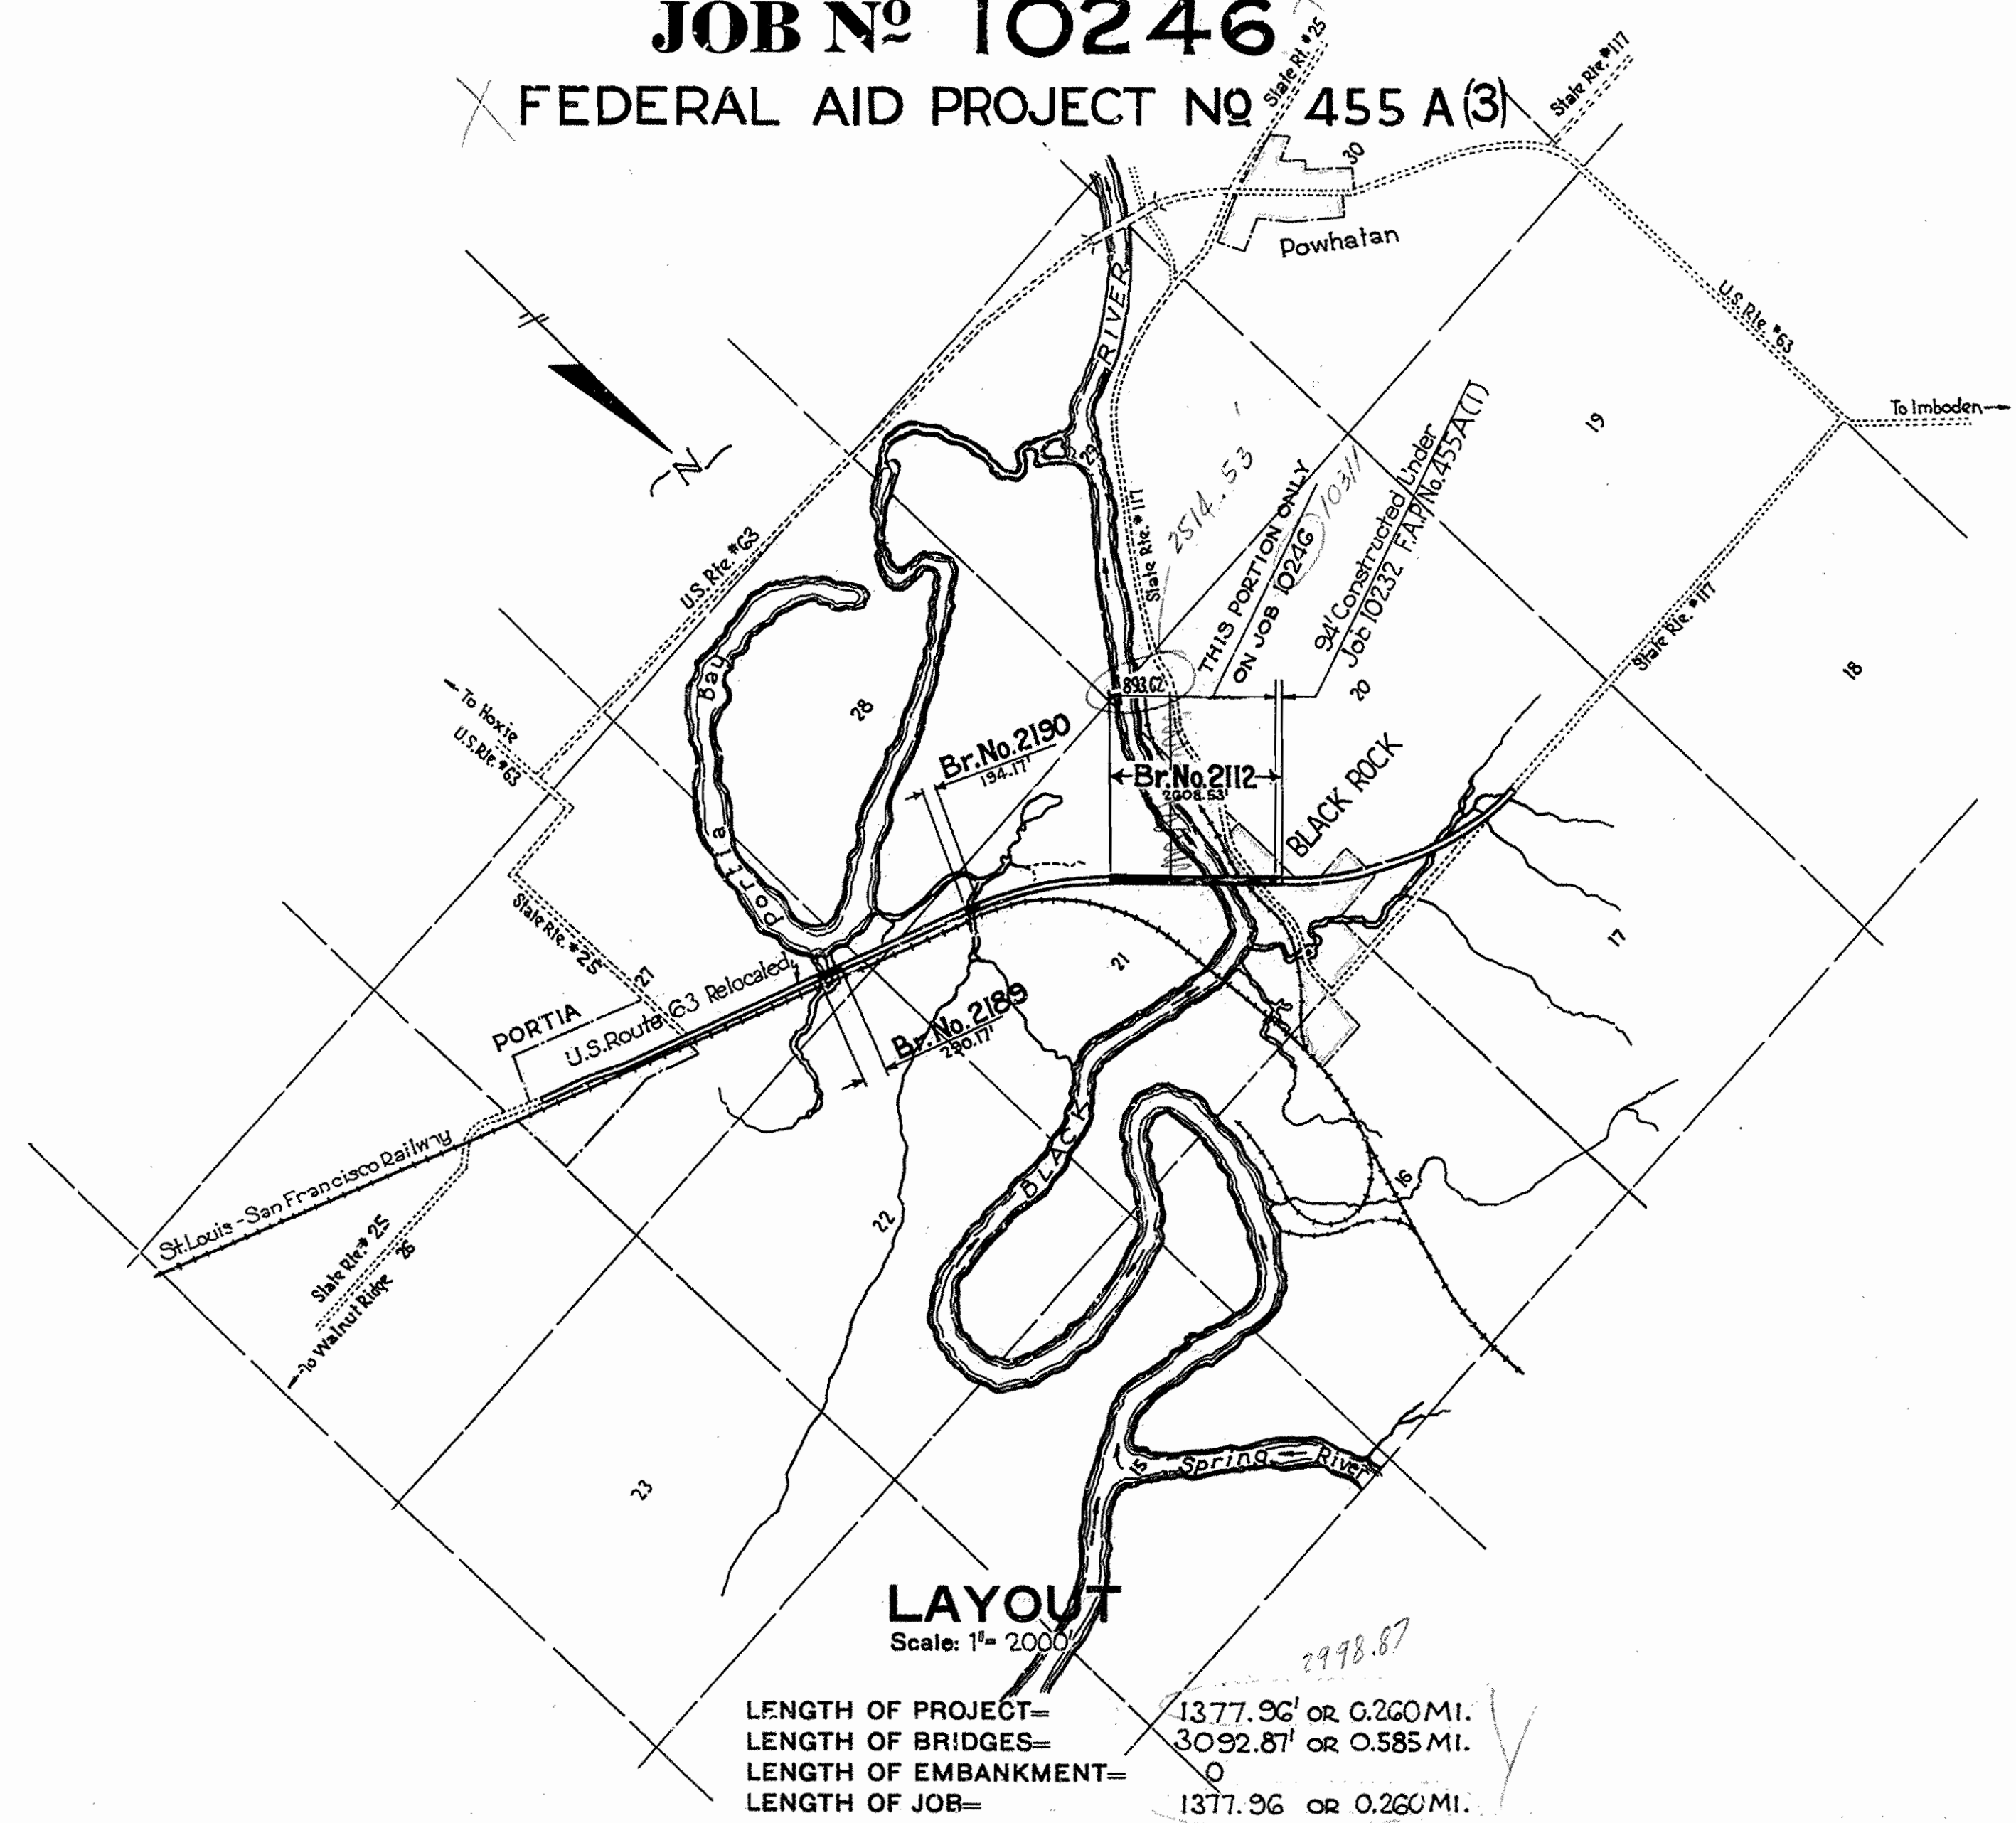 JOB Nº 10246
FEDERAL AID PROJECT Nº 455 A(3)
State Rt. #25
State Rte. #117
30
Powhatan
U.S. Rte. #63
To Imboden
19
RIVER
N
29
94' Constructed Under
Job 10232 F.A.P. No. 455A(1)
2514.53'
THIS PORTION ONLY
ON JOB 10246
10311
State Rte. #117
U.S. Rte. #63
State Rte. #117
18
893.62'
20
Portia Bay
28
To Hoxie
U.S. Rte. #63
Br. No. 2190
194.17'
Br. No. 2112
2608.53'
BLACK ROCK
17
State Rte. #25
27
21
PORTIA
U.S. Route 63 Relocated
Br. No. 2189
290.17'
BLACK
St. Louis - San Francisco Railwry
16
State Rte. # 25
26
To Walnut Ridge
22
23
15
Spring River
LAYOUT
Scale: 1"= 2000'
2998.87
LENGTH OF PROJECT= 1377.96' OR 0.260 MI.
LENGTH OF BRIDGES= 3092.87' OR 0.585 MI.
LENGTH OF EMBANKMENT= 0
LENGTH OF JOB= 1377.96 OR 0.260 MI.